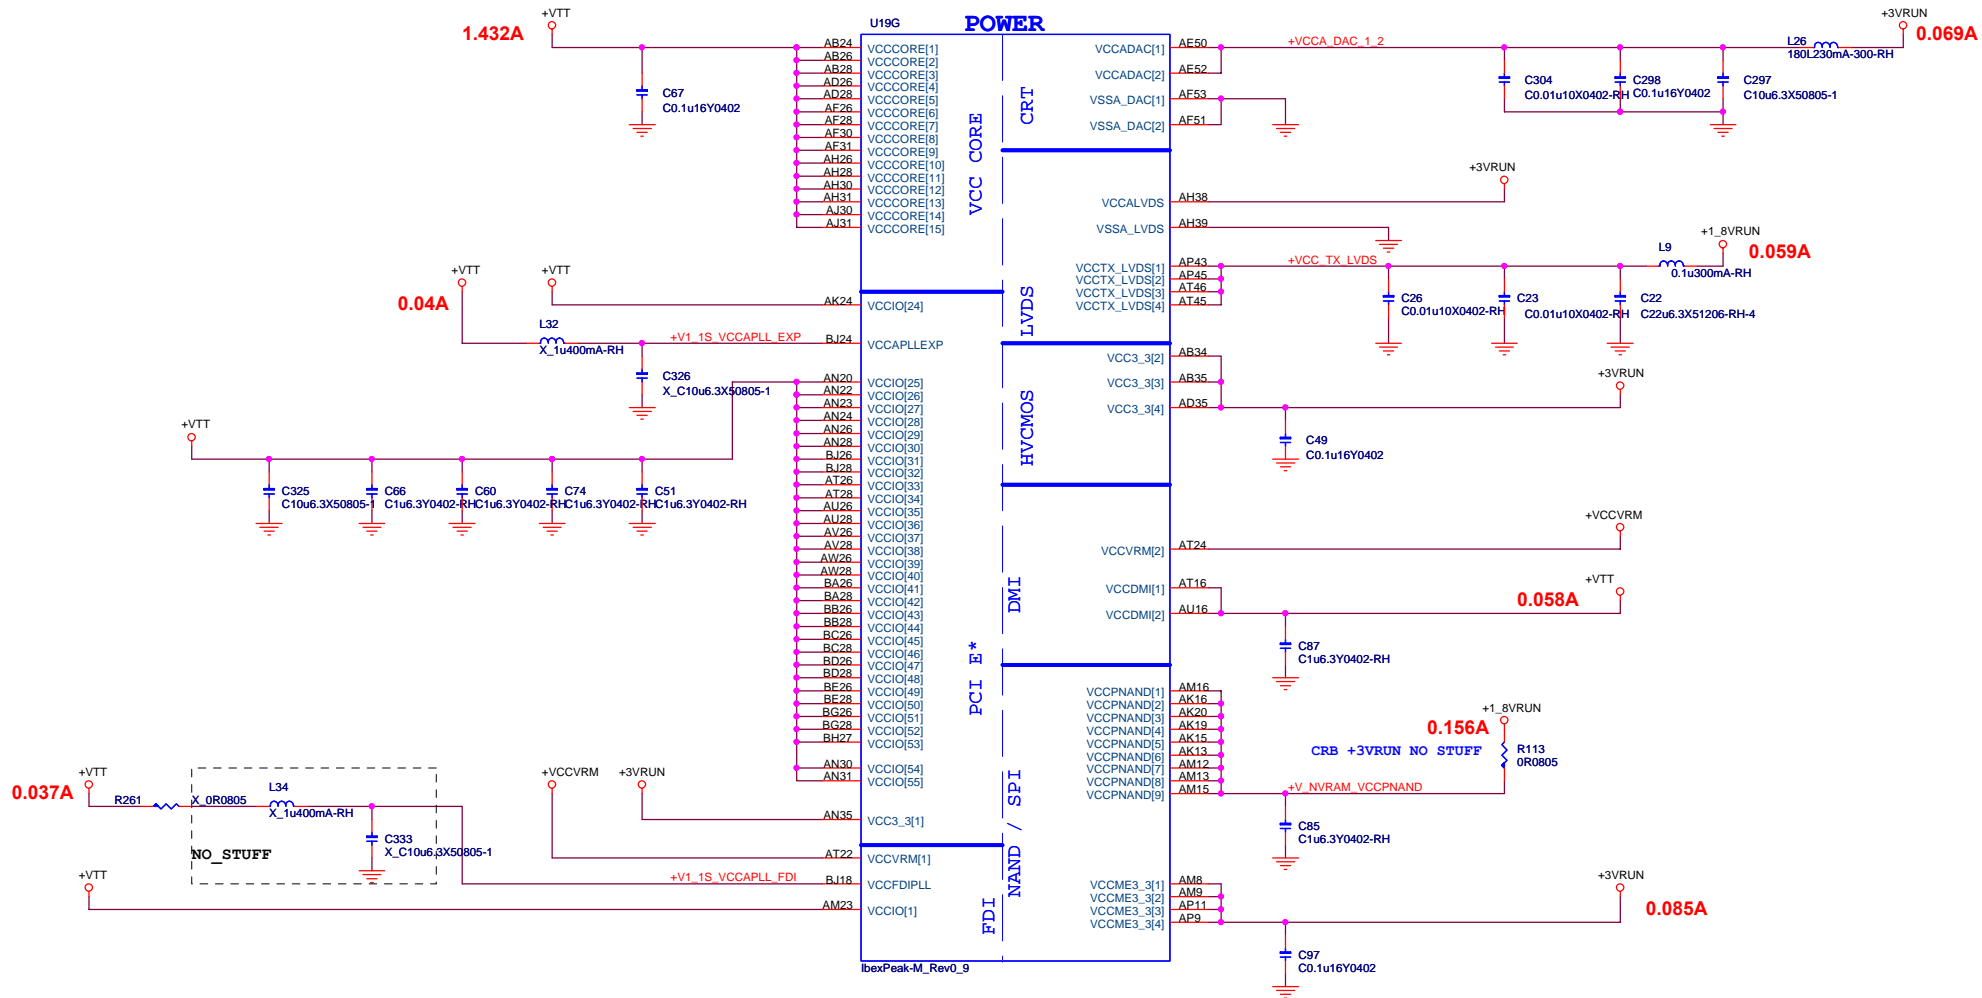 POWER
U19G
+VTT
1.432A
C67
C0.1u16Y0402
AB24 VCCCORE[1]
AB26 VCCCORE[2]
AB28 VCCCORE[3]
AD26 VCCCORE[4]
AD28 VCCCORE[5]
AF26 VCCCORE[6]
AF28 VCCCORE[7]
AF30 VCCCORE[8]
AF31 VCCCORE[9]
AH26 VCCCORE[10]
AH28 VCCCORE[11]
AH30 VCCCORE[12]
AH31 VCCCORE[13]
AJ30 VCCCORE[14]
AJ31 VCCCORE[15]
VCC CORE
+VTT
+VTT
0.04A
AK24 VCCIO[24]
L32
X_1u400mA-RH
+V1_1S_VCCAPLL_EXP
BJ24 VCCAPLLEXP
C326
X_C10u6.3X50805-1
+VTT
C325
C10u6.3X50805-1
C66
C1u6.3Y0402-RH
C60
C1u6.3Y0402-RH
C74
C1u6.3Y0402-RH
C51
C1u6.3Y0402-RH
AN20 VCCIO[25]
AN22 VCCIO[26]
AN23 VCCIO[27]
AN24 VCCIO[28]
AN26 VCCIO[29]
AN28 VCCIO[30]
BJ26 VCCIO[31]
BJ28 VCCIO[32]
AT26 VCCIO[33]
AT28 VCCIO[34]
AU26 VCCIO[35]
AU28 VCCIO[36]
AV26 VCCIO[37]
AV28 VCCIO[38]
AW26 VCCIO[39]
AW28 VCCIO[40]
BA26 VCCIO[41]
BA28 VCCIO[42]
BB26 VCCIO[43]
BB28 VCCIO[44]
BC26 VCCIO[45]
BC28 VCCIO[46]
BD26 VCCIO[47]
BD28 VCCIO[48]
BE26 VCCIO[49]
BE28 VCCIO[50]
BG26 VCCIO[51]
BG28 VCCIO[52]
BH27 VCCIO[53]
AN30 VCCIO[54]
AN31 VCCIO[55]
PCI E*
+VCCVRM
+3VRUN
AN35 VCC3_3[1]
AT22 VCCVRM[1]
+V1_1S_VCCAPLL_FDI
BJ18 VCCFDIPLL
AM23 VCCIO[1]
FDI
+VTT
0.037A
R261
X_0R0805
L34
X_1u400mA-RH
C333
X_C10u6.3X50805-1
NO_STUFF
+VTT
IbexPeak-M_Rev0_9
CRT
VCCADAC[1] AE50
VCCADAC[2] AE52
VSSA_DAC[1] AF53
VSSA_DAC[2] AF51
+VCCA_DAC_1_2
C304
C0.01u10X0402-RH
C298
C0.1u16Y0402
C297
C10u6.3X50805-1
L26
180L230mA-300-RH
+3VRUN
0.069A
LVDS
VCCALVDS AH38
+3VRUN
VSSA_LVDS AH39
VCCTX_LVDS[1] AP43
VCCTX_LVDS[2] AP45
VCCTX_LVDS[3] AT46
VCCTX_LVDS[4] AT45
+VCC_TX_LVDS
C26
C0.01u10X0402-RH
C23
C0.01u10X0402-RH
C22
C22u6.3X51206-RH-4
L9
0.1u300mA-RH
+1_8VRUN
0.059A
HVCMOS
VCC3_3[2] AB34
VCC3_3[3] AB35
VCC3_3[4] AD35
+3VRUN
C49
C0.1u16Y0402
DMI
VCCVRM[2] AT24
+VCCVRM
VCCDMI[1] AT16
VCCDMI[2] AU16
+VTT
0.058A
C87
C1u6.3Y0402-RH
NAND / SPI
VCCPNAND[1] AM16
VCCPNAND[2] AK16
VCCPNAND[3] AK20
VCCPNAND[4] AK19
VCCPNAND[5] AK15
VCCPNAND[6] AK13
VCCPNAND[7] AM12
VCCPNAND[8] AM13
VCCPNAND[9] AM15
+V_NVRAM_VCCPNAND
+1_8VRUN
0.156A
CRB +3VRUN NO STUFF
R113
0R0805
C85
C1u6.3Y0402-RH
VCCME3_3[1] AM8
VCCME3_3[2] AM9
VCCME3_3[3] AP11
VCCME3_3[4] AP9
+3VRUN
0.085A
C97
C0.1u16Y0402